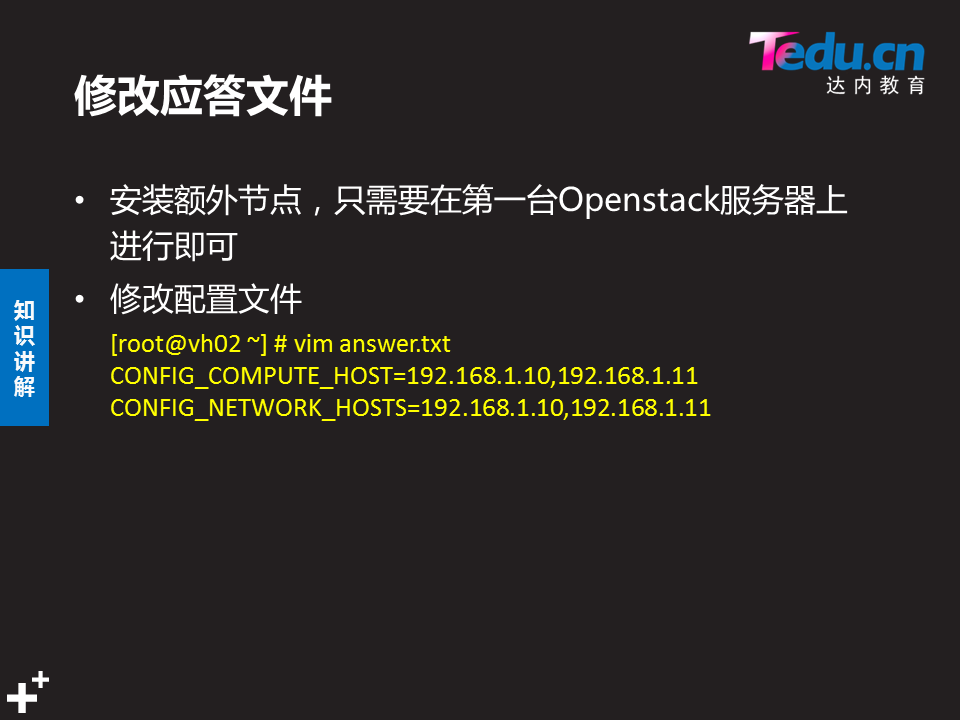 Tedu.cn
达内教育
修改应答文件
• 安装额外节点，只需要在第一台Openstack服务器上
进行即可
• 修改配置文件
[root@vh02 ~] # vim answer.txt
CONFIG_COMPUTE_HOST=192.168.1.10,192.168.1.11
CONFIG_NETWORK_HOSTS=192.168.1.10,192.168.1.11
知
识
讲
解